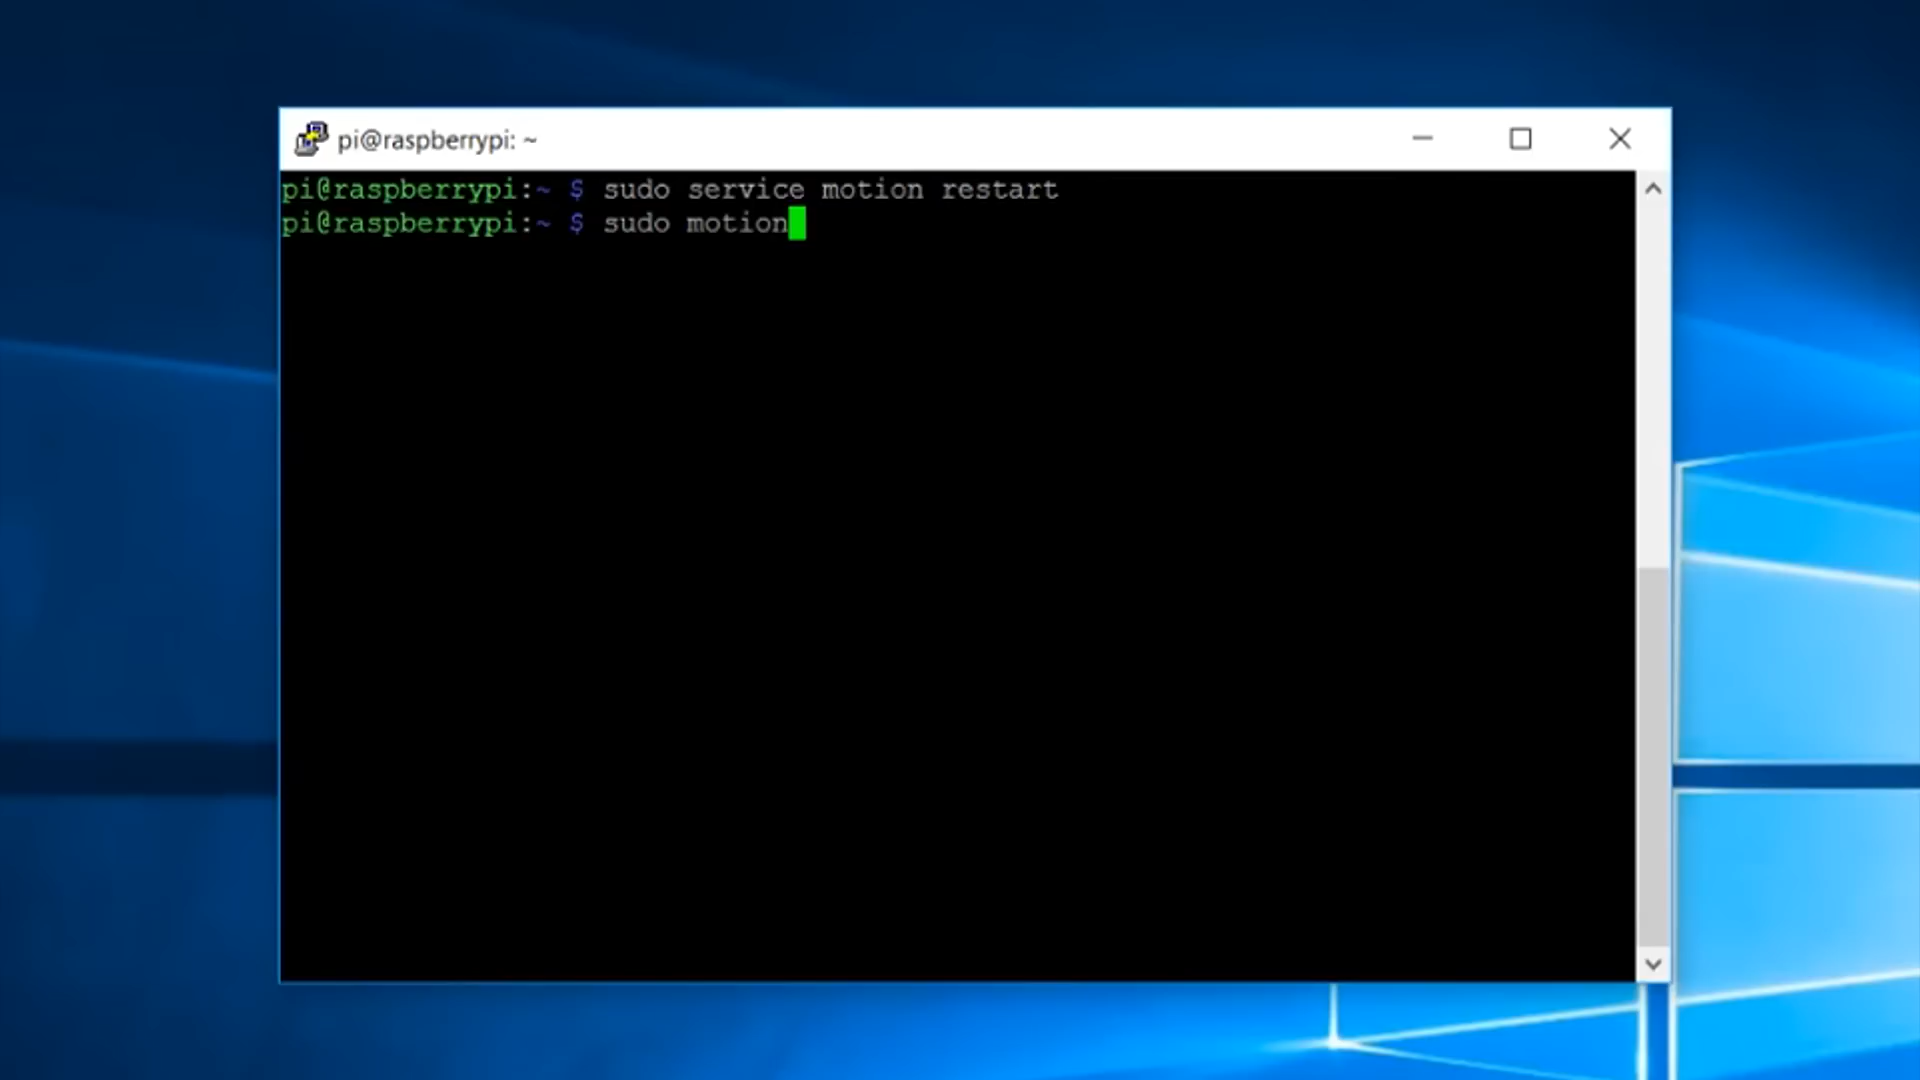 pi@raspberrypi: ~
pi@raspberrypi:~ $ sudo service motion restart
pi@raspberrypi:~ $ sudo motion